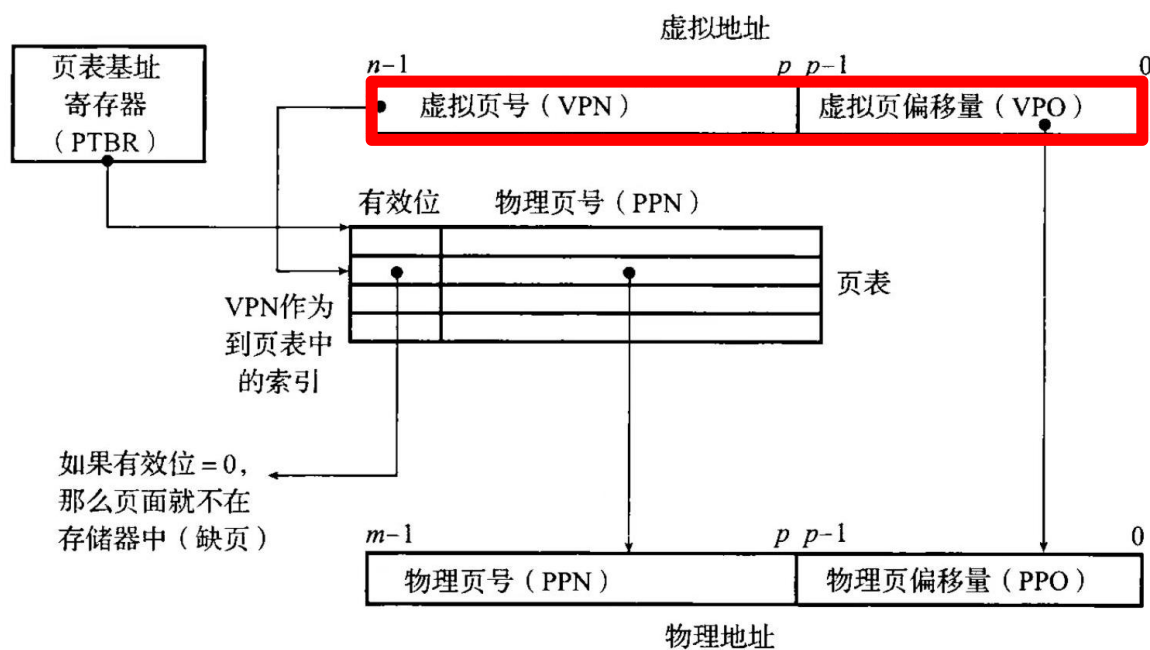 虚拟地址
页表基址
寄存器
(PTBR)
n-1 p p-1 0
虚拟页号(VPN) 虚拟页偏移量(VPO)
有效位 物理页号(PPN)
页表
VPN作为
到页表中
的索引
如果有效位=0,
那么页面就不在
存储器中(缺页)
m-1 p p-1 0
物理页号(PPN) 物理页偏移量(PPO)
物理地址